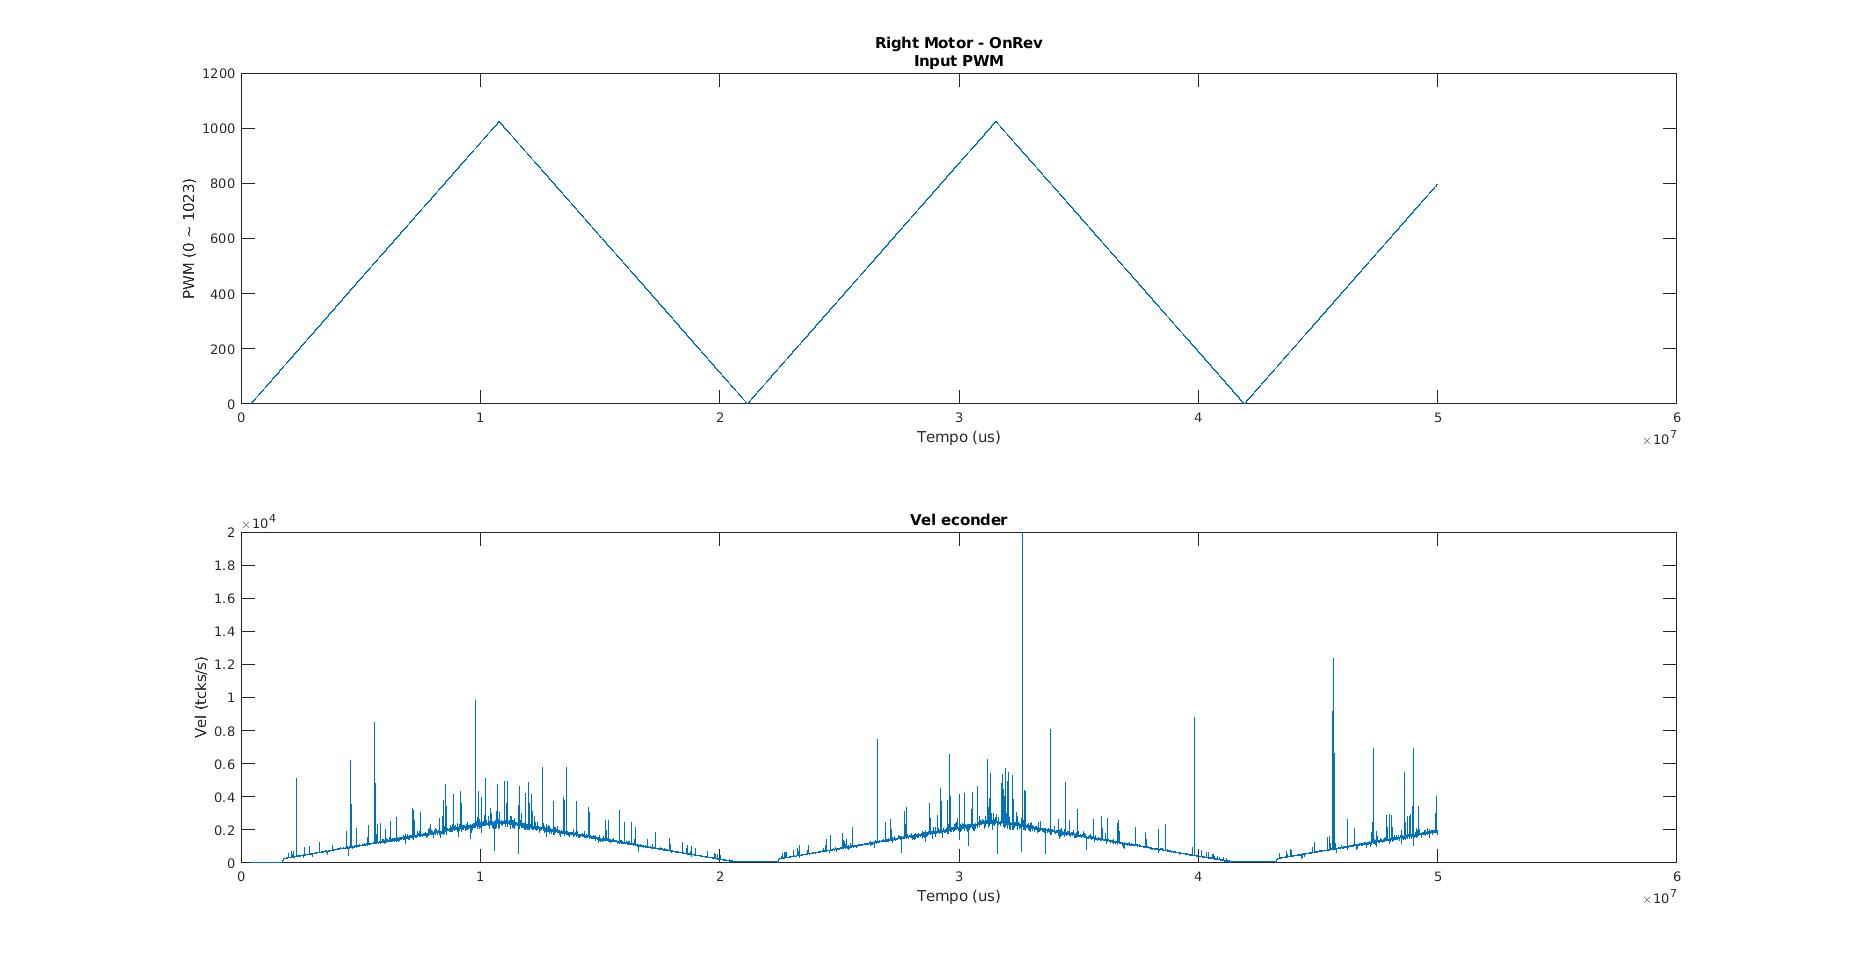 Right Motor - OnRev
Input PWM
1200
1000
800
600
400
200
0
PWM (0 ~ 1023)
0 1 2 3 4 5 6
×10^7
Tempo (us)
Vel econder
×10^4
2
1.8
1.6
1.4
1.2
1
0.8
0.6
0.4
0.2
0
Vel (tcks/s)
0 1 2 3 4 5 6
×10^7
Tempo (us)